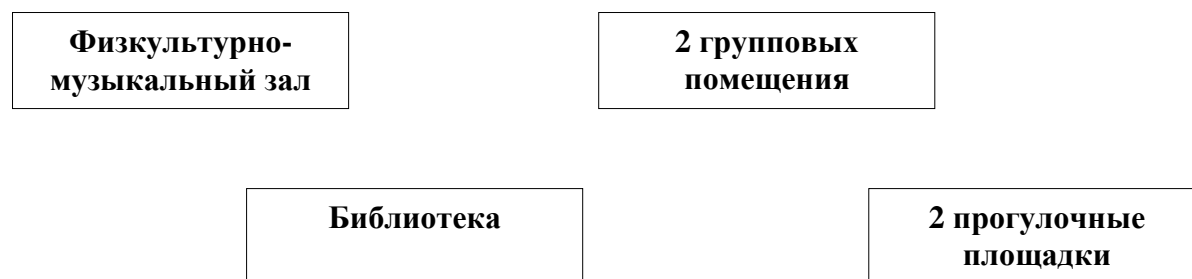 Физкультурно-
музыкальный зал
2 групповых
помещения
Библиотека
2 прогулочные
площадки